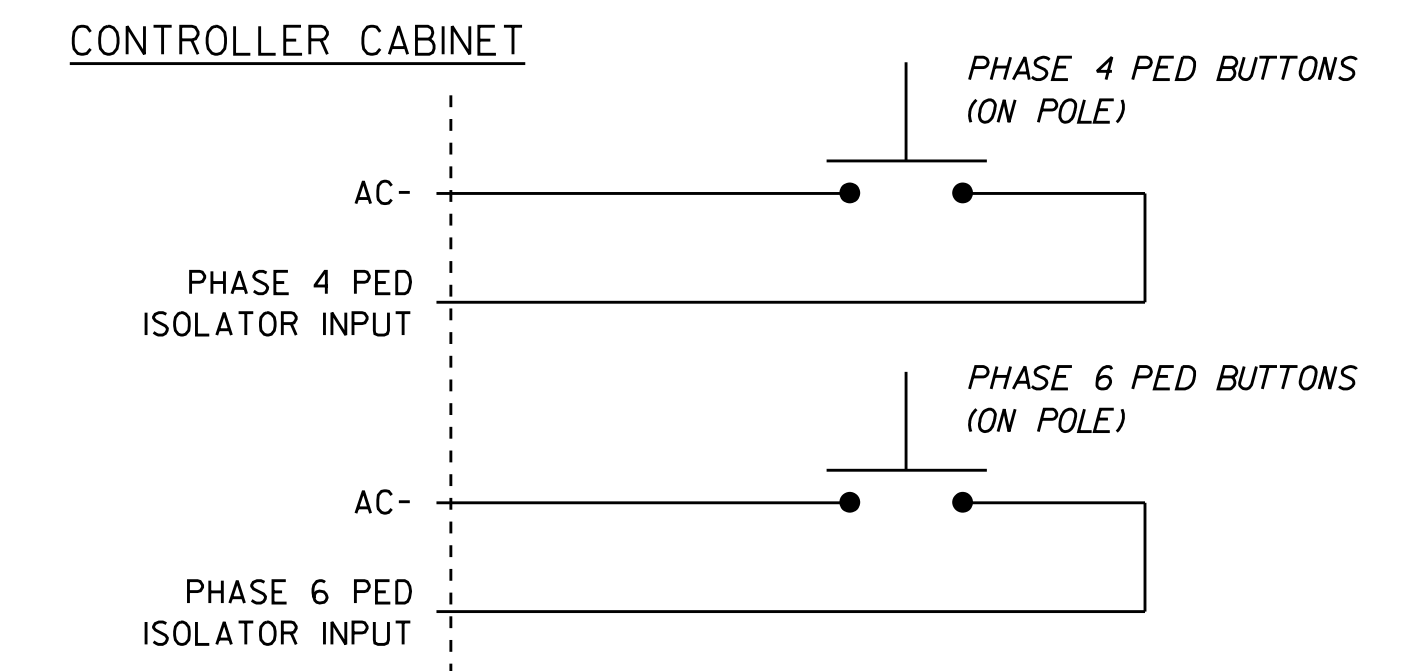 CONTROLLER CABINET
PHASE 4 PED BUTTONS
(ON POLE)
AC-
PHASE 4 PED
ISOLATOR INPUT
PHASE 6 PED BUTTONS
(ON POLE)
AC-
PHASE 6 PED
ISOLATOR INPUT